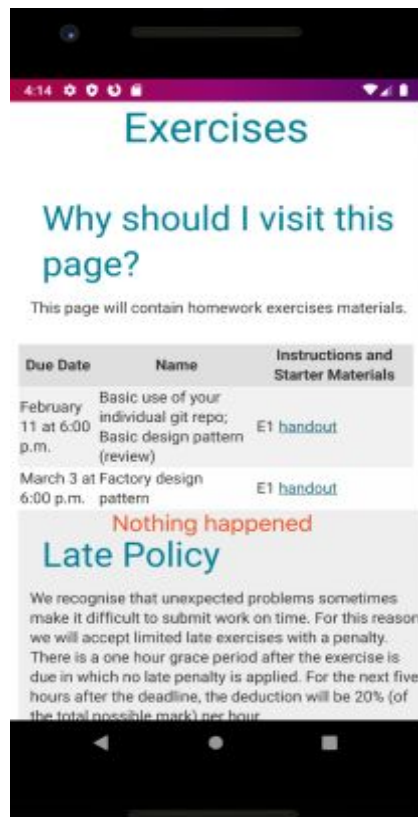 4:14
Exercises
Why should I visit this
page?
This page will contain homework exercises materials.
Due Date Name Instructions and
Starter Materials
February
11 at 6:00
p.m.
Basic use of your
individual git repo;
Basic design pattern
(review)
E1 handout
March 3 at
6:00 p.m.
Factory design
pattern
E1 handout
Nothing happened
Late Policy
We recognise that unexpected problems sometimes
make it difficult to submit work on time. For this reason
we will accept limited late exercises with a penalty.
There is a one hour grace period after the exercise is
due in which no late penalty is applied. For the next five
hours after the deadline, the deduction will be 20% (of
the total possible mark) per hour